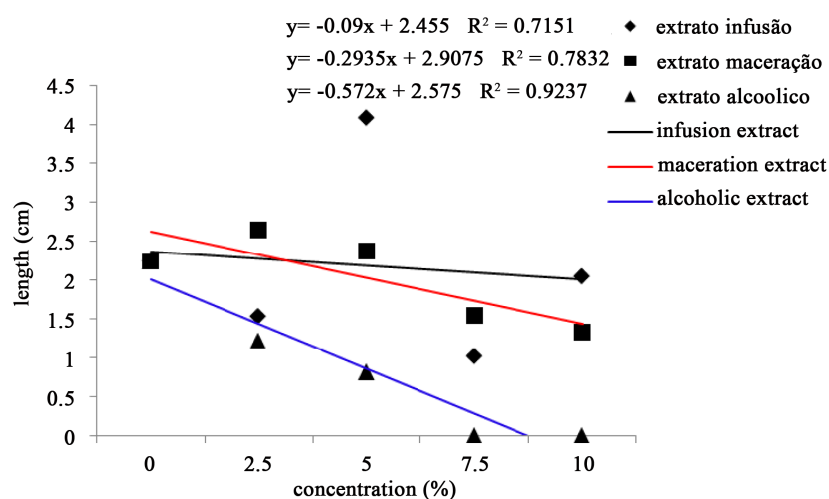 y= -0.09x + 2.455 R² = 0.7151
y= -0.2935x + 2.9075 R² = 0.7832
y= -0.572x + 2.575 R² = 0.9237
extrato infusão
extrato maceração
extrato alcoolico
infusion extract
maceration extract
alcoholic extract
length (cm)
4.5
4
3.5
3
2.5
2
1.5
1
0.5
0
0 2.5 5 7.5 10
concentration (%)